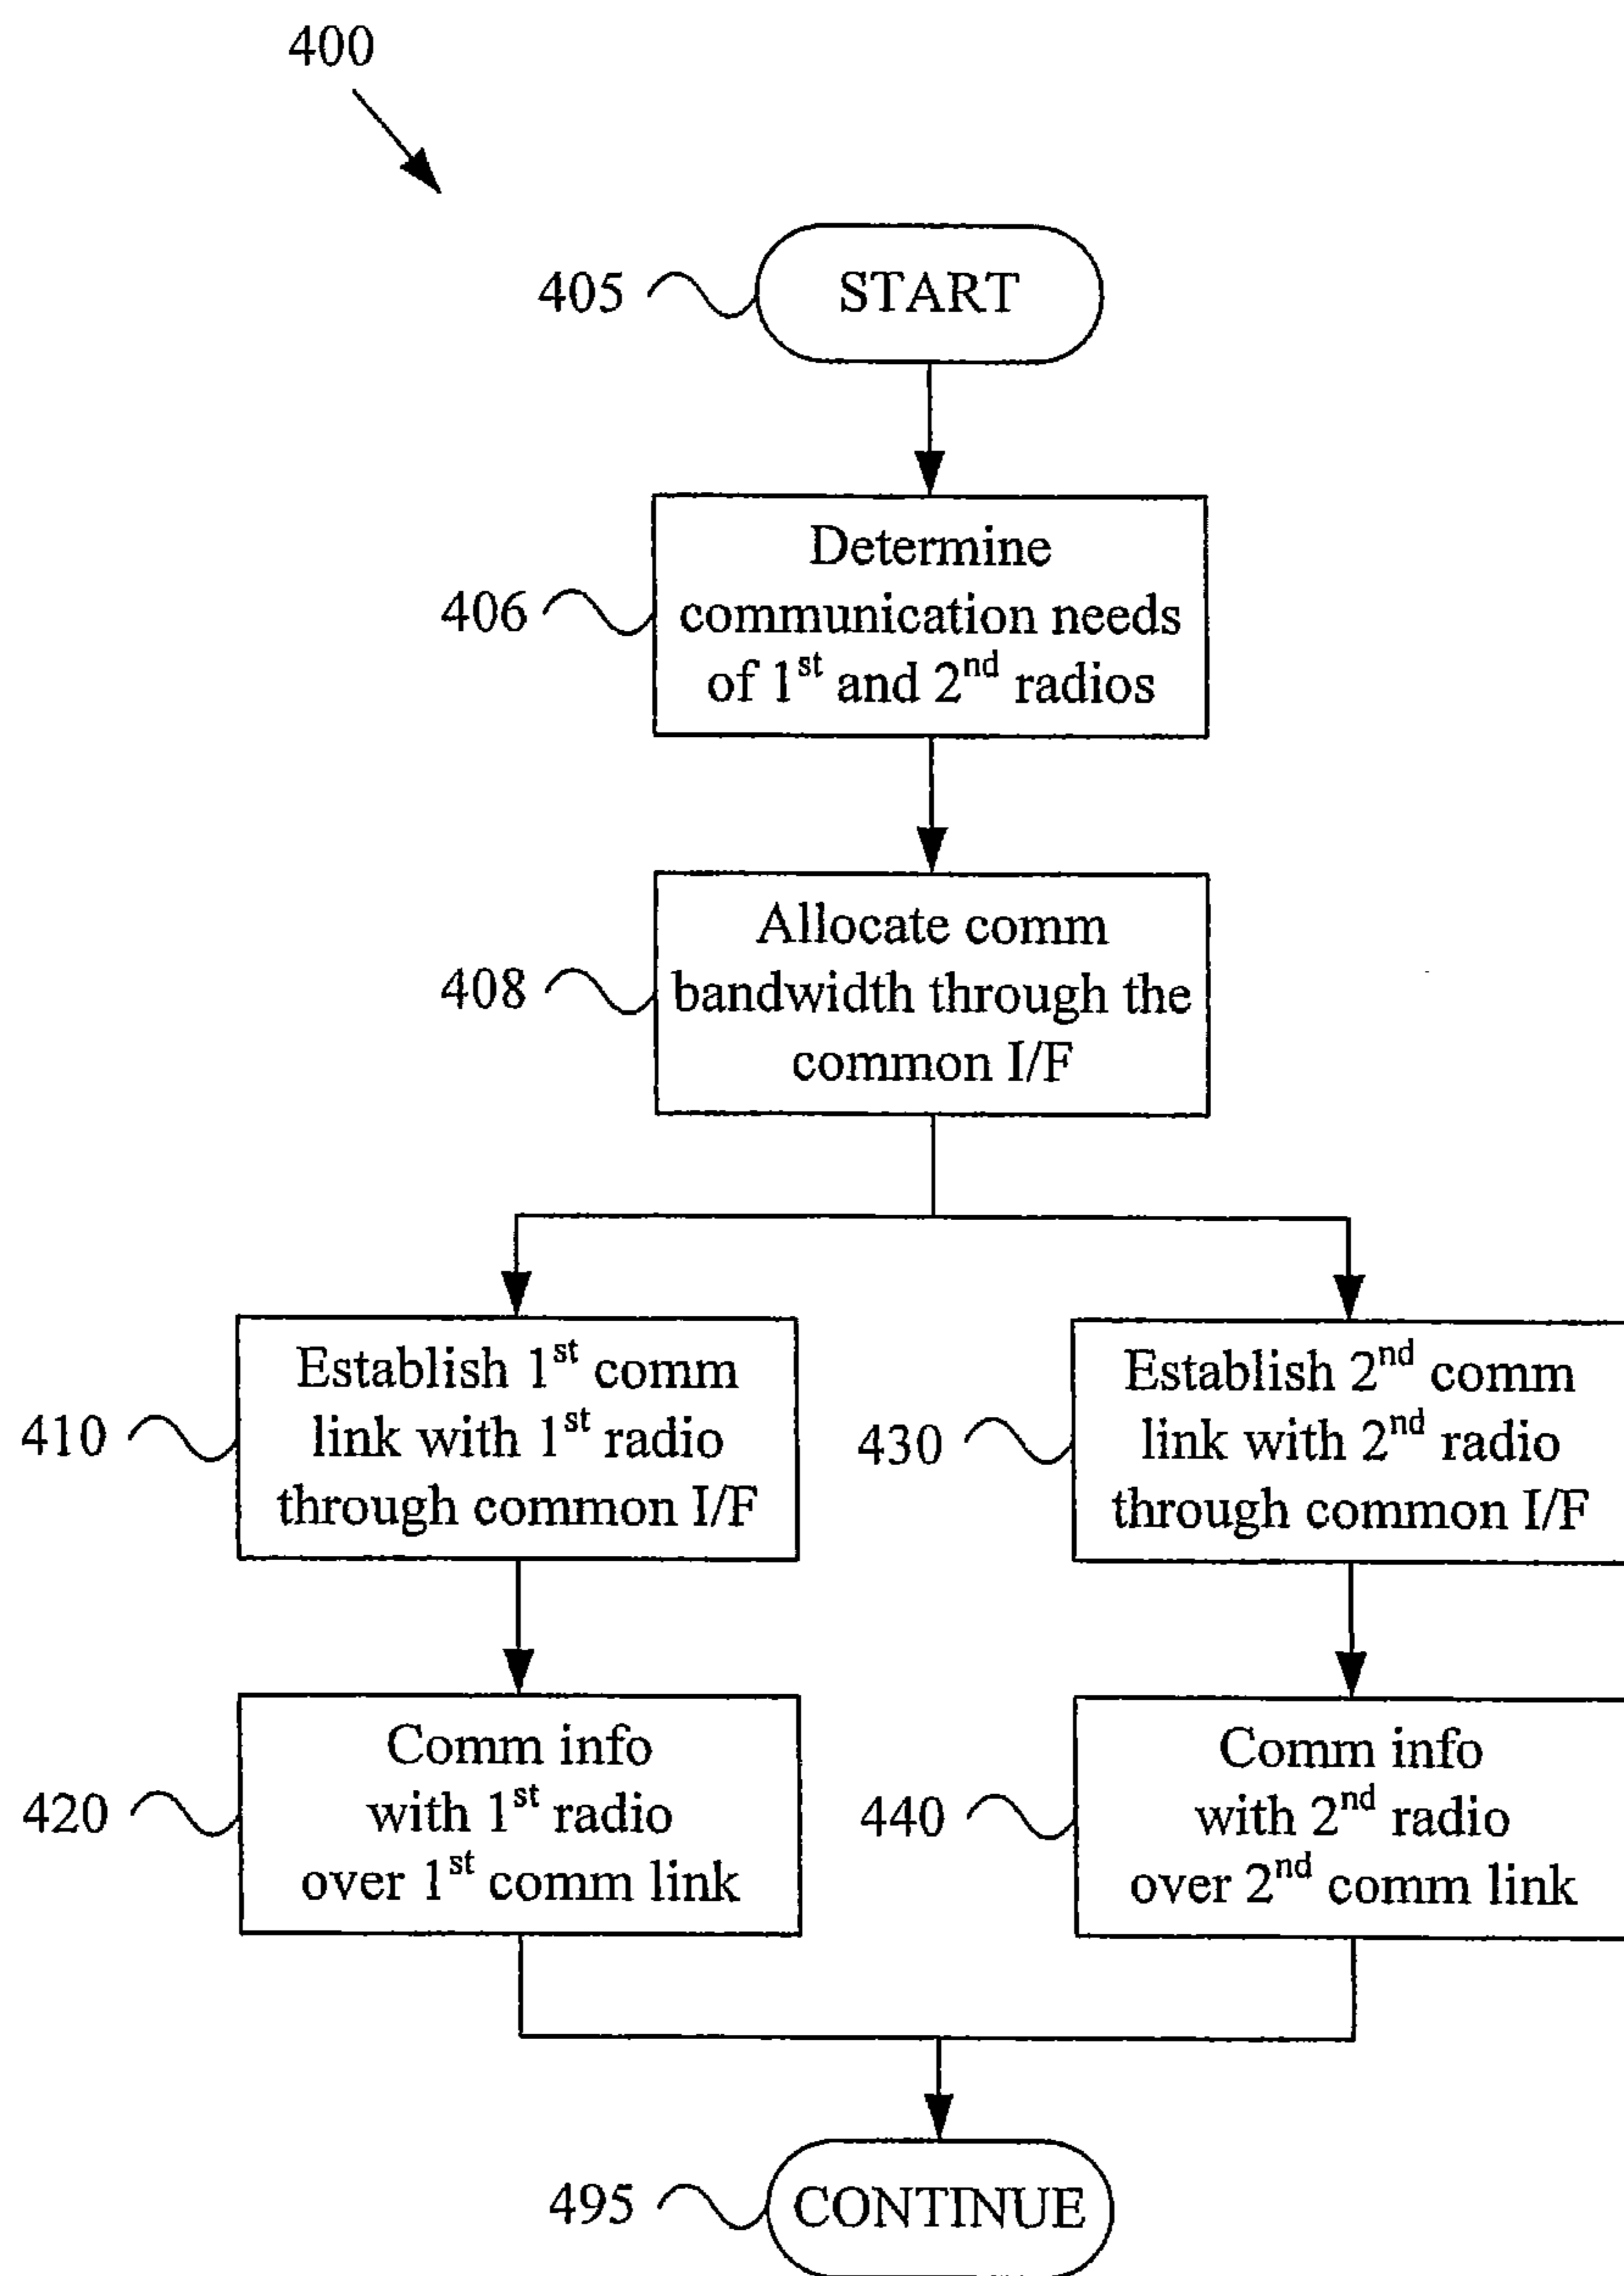 400
405
START
406
Determine
communication needs
of 1st and 2nd radios
408
Allocate comm
bandwidth through the
common I/F
410
Establish 1st comm
link with 1st radio
through common I/F
430
Establish 2nd comm
link with 2nd radio
through common I/F
420
Comm info
with 1st radio
over 1st comm link
440
Comm info
with 2nd radio
over 2nd comm link
495
CONTINUE